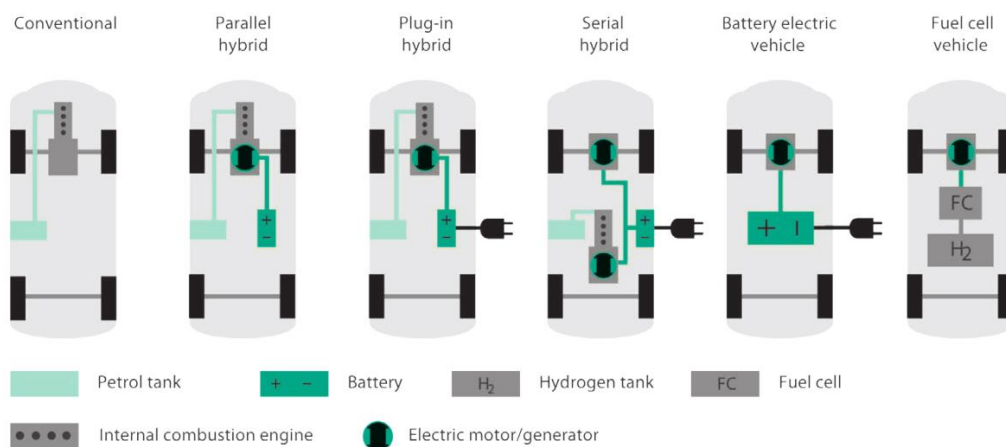 Conventional
Parallel
hybrid
Plug-in
hybrid
Serial
hybrid
Battery electric
vehicle
Fuel cell
vehicle
+
-
+
-
+
-
+ -
FC
H2
Petrol tank
+ -
Battery
H2
Hydrogen tank
FC
Fuel cell
Internal combustion engine
Electric motor/generator